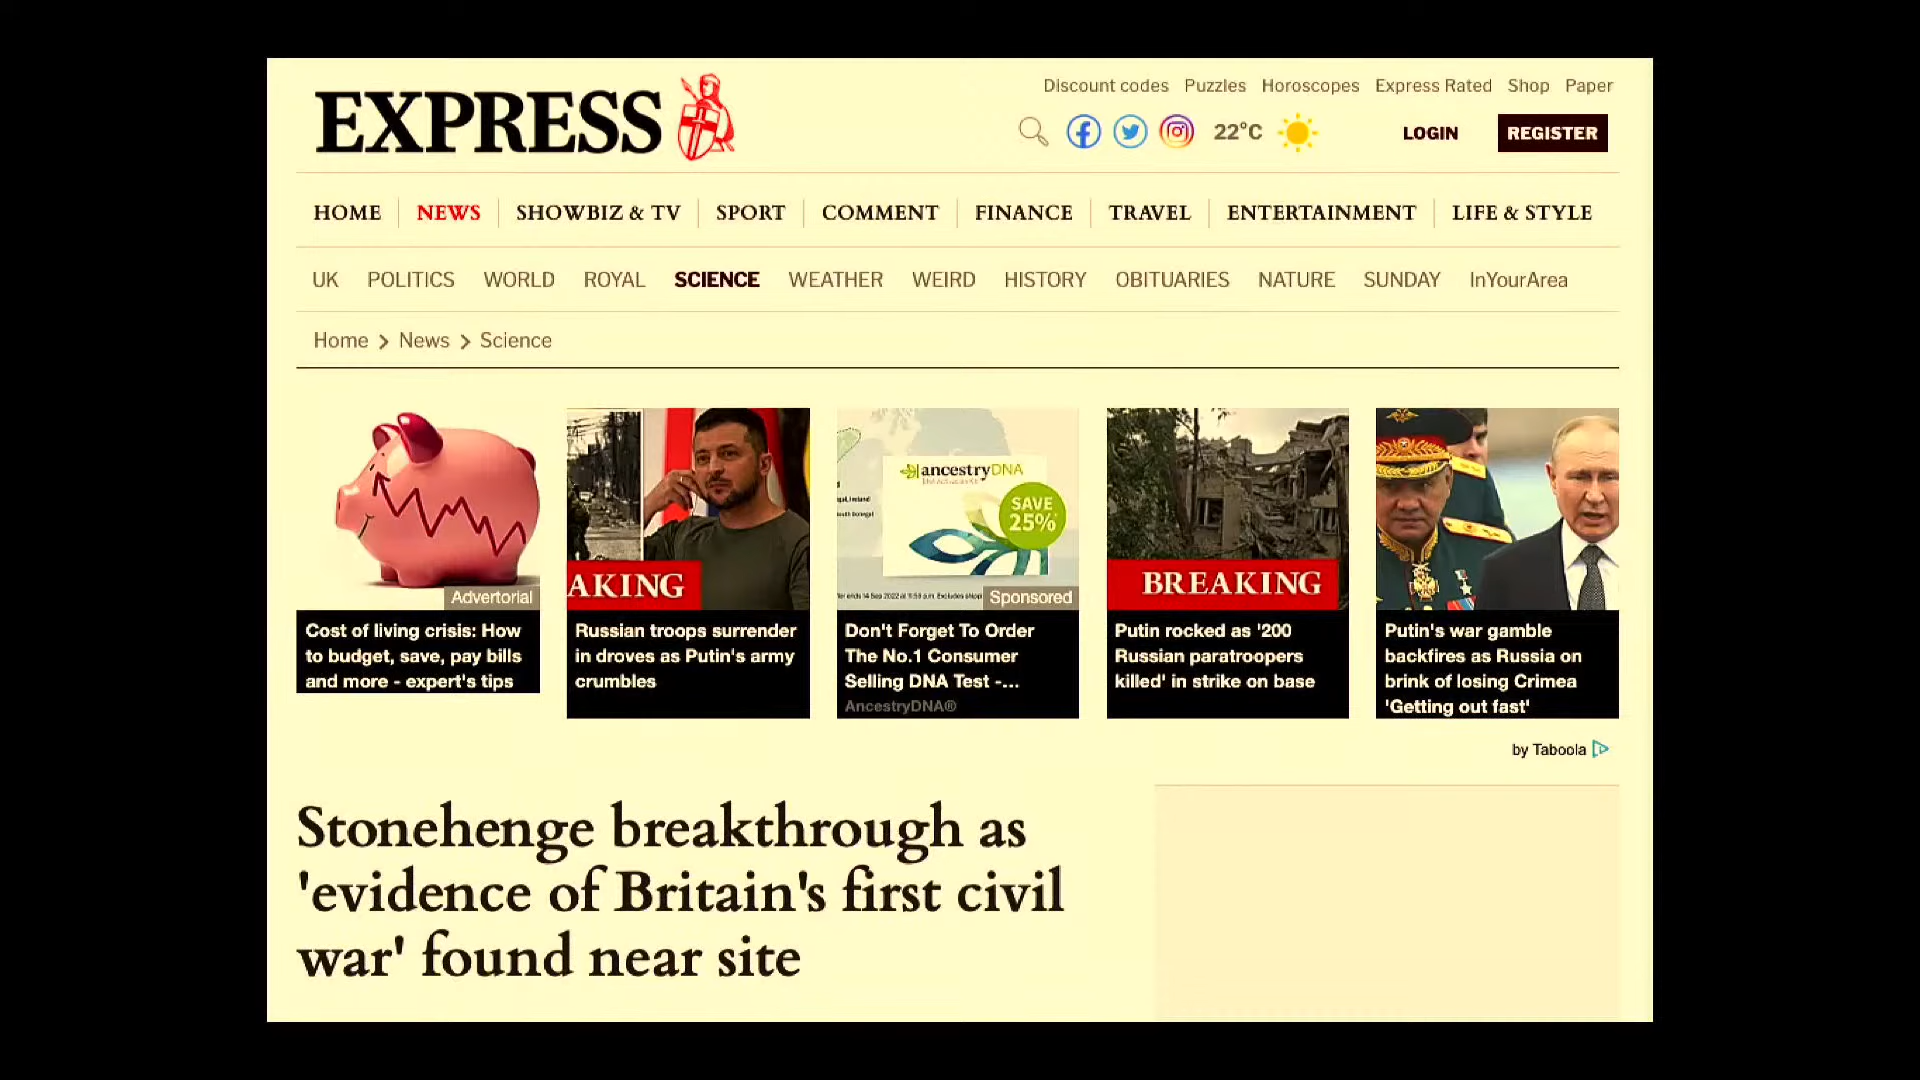 EXPRESS
Discount codes Puzzles Horoscopes Express Rated Shop Paper
22°C LOGIN REGISTER
HOME NEWS SHOWBIZ & TV SPORT COMMENT FINANCE TRAVEL ENTERTAINMENT LIFE & STYLE
UK POLITICS WORLD ROYAL SCIENCE WEATHER WEIRD HISTORY OBITUARIES NATURE SUNDAY InYourArea
Home > News > Science
Advertorial
Cost of living crisis: How
to budget, save, pay bills
and more - expert's tips
AKING
Russian troops surrender
in droves as Putin's army
crumbles
ancestryDNA
SAVE
25%
Sponsored
Don't Forget To Order
The No.1 Consumer
Selling DNA Test -...
AncestryDNA®
BREAKING
Putin rocked as '200
Russian paratroopers
killed' in strike on base
Putin's war gamble
backfires as Russia on
brink of losing Crimea
'Getting out fast'
by Taboola
Stonehenge breakthrough as
'evidence of Britain's first civil
war' found near site